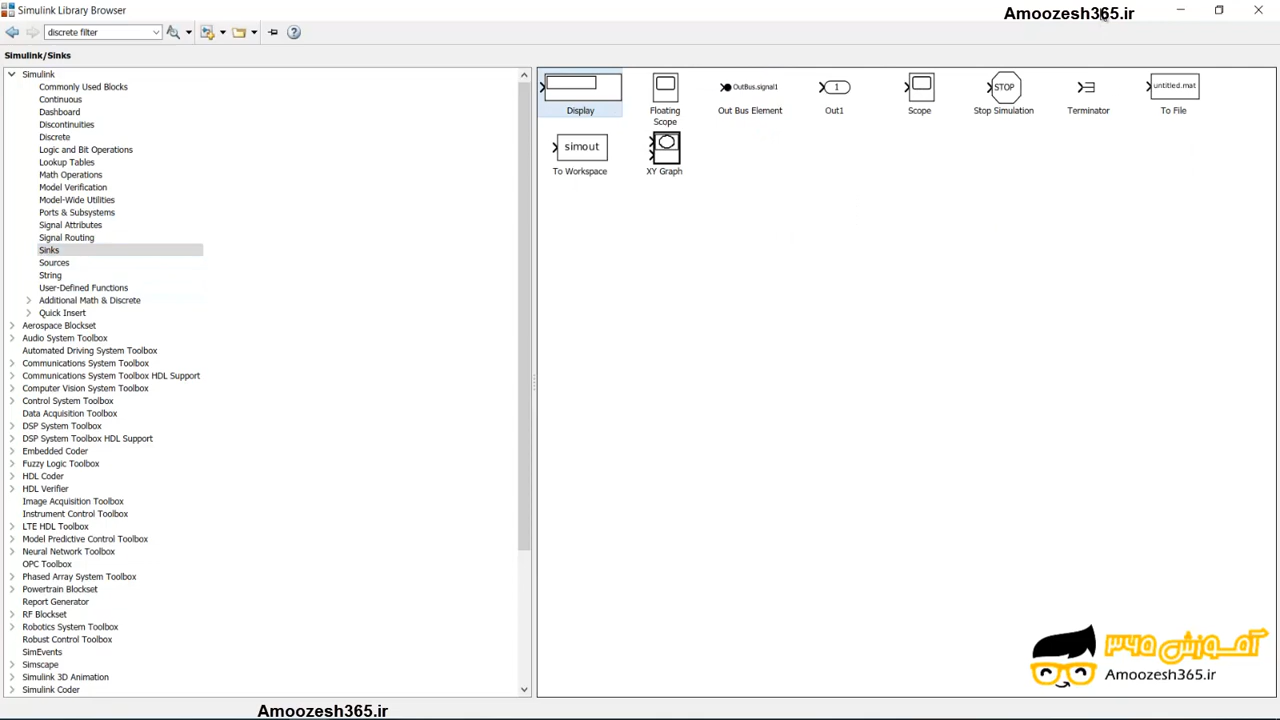 Simulink Library Browser
Amoozesh365.ir
discrete filter
Simulink/Sinks
Simulink
Commonly Used Blocks
Continuous
Dashboard
Discontinuities
Discrete
Logic and Bit Operations
Lookup Tables
Math Operations
Model Verification
Model-Wide Utilities
Ports & Subsystems
Signal Attributes
Signal Routing
Sinks
Sources
String
User-Defined Functions
Additional Math & Discrete
Quick Insert
Aerospace Blockset
Audio System Toolbox
Automated Driving System Toolbox
Communications System Toolbox
Communications System Toolbox HDL Support
Computer Vision System Toolbox
Control System Toolbox
Data Acquisition Toolbox
DSP System Toolbox
DSP System Toolbox HDL Support
Embedded Coder
Fuzzy Logic Toolbox
HDL Coder
HDL Verifier
Image Acquisition Toolbox
Instrument Control Toolbox
LTE HDL Toolbox
Model Predictive Control Toolbox
Neural Network Toolbox
OPC Toolbox
Phased Array System Toolbox
Powertrain Blockset
Report Generator
RF Blockset
Robotics System Toolbox
Robust Control Toolbox
SimEvents
Simscape
Simulink 3D Animation
Simulink Coder
OutBus.signal1
1
STOP
untitled.mat
Display
Floating
Scope
Out Bus Element
Out1
Scope
Stop Simulation
Terminator
To File
simout
To Workspace
XY Graph
آموزش ۳۶۵
Amoozesh365.ir
Amoozesh365.ir